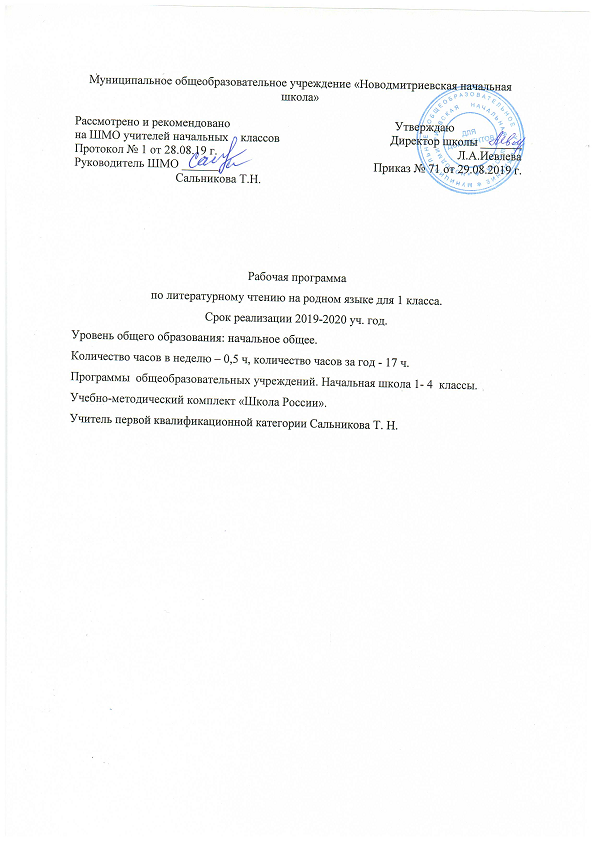 Муниципальное общеобразовательное учреждение «Новодмитриевская начальная
школа»
Рассмотрено и рекомендовано
на ШМО учителей начальных классов
Протокол № 1 от 28.08.19 г.
Руководитель ШМО
Сальникова Т.Н.
Утверждаю
Директор школы
Л.А.Иевлева
Приказ № 71 от 29.08.2019 г.
Рабочая программа
по литературному чтению на родном языке для 1 класса.
Срок реализации 2019-2020 уч. год.
Уровень общего образования: начальное общее.
Количество часов в неделю – 0,5 ч, количество часов за год - 17 ч.
Программы общеобразовательных учреждений. Начальная школа 1- 4 классы.
Учебно-методический комплект «Школа России».
Учитель первой квалификационной категории Сальникова Т. Н.